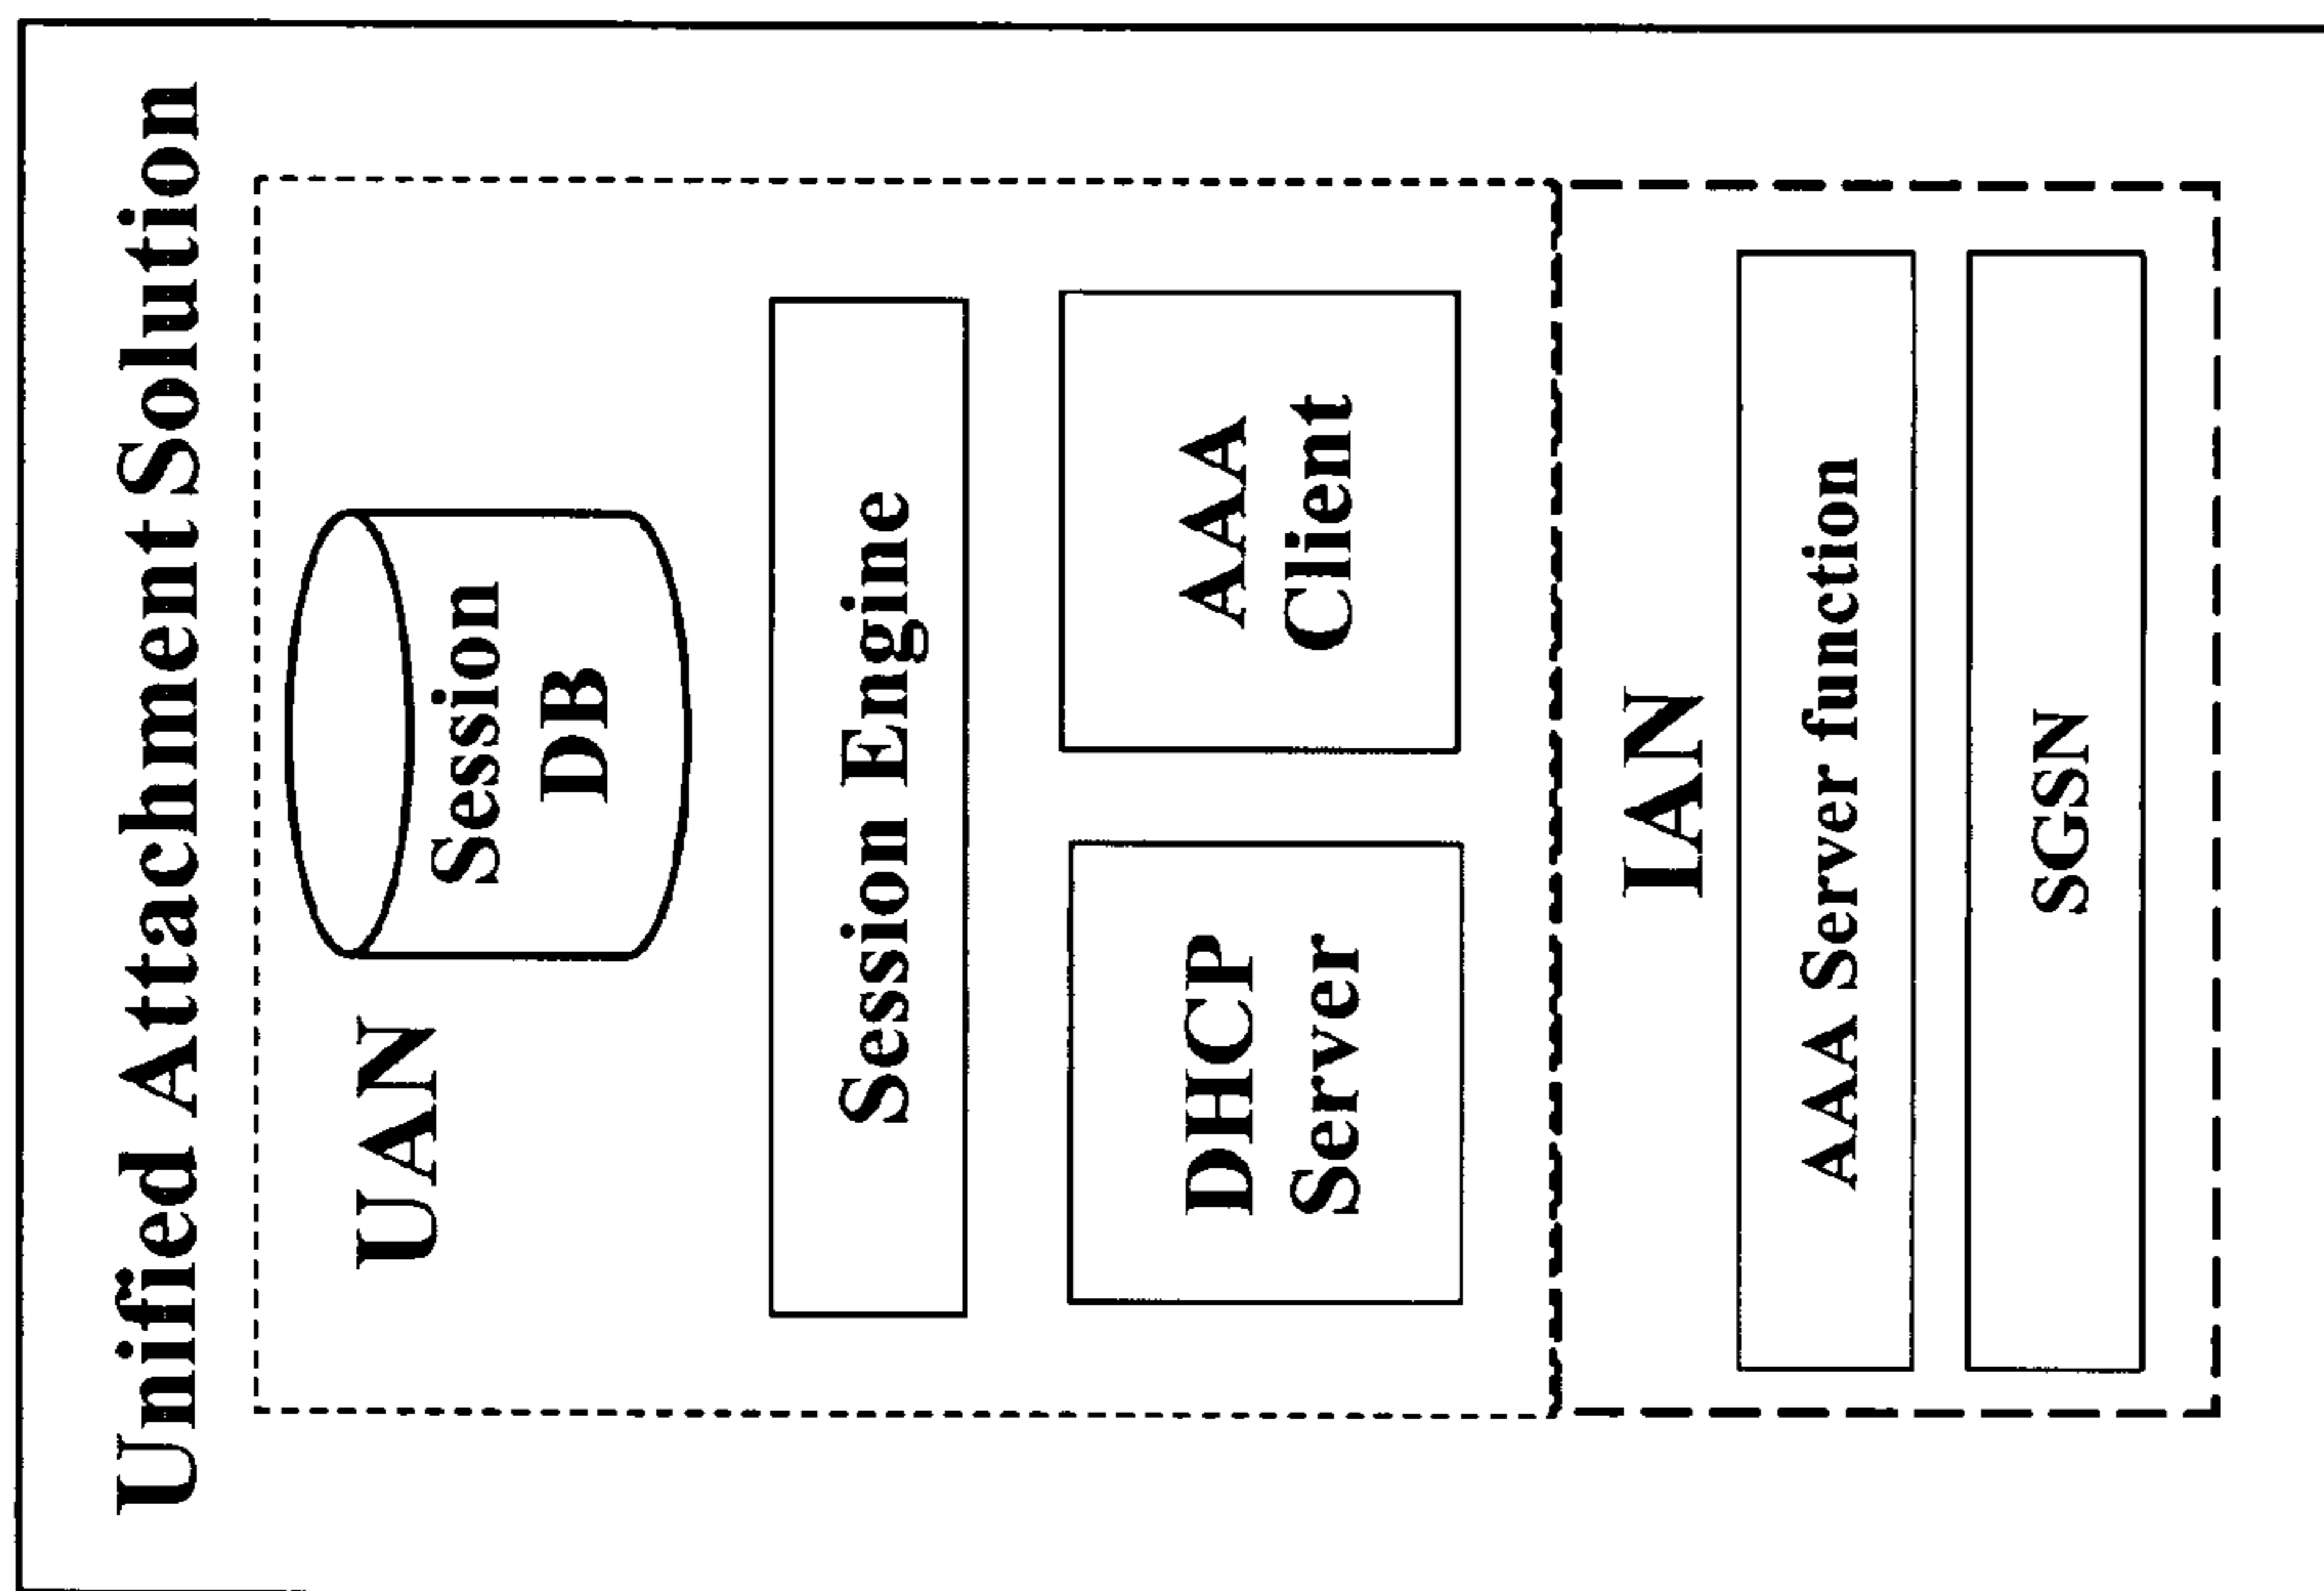 Unified Attachment Solution
UAN
Session
DB
Session Engine
DHCP
Server
AAA
Client
IAN
AAA Server function
SGSN